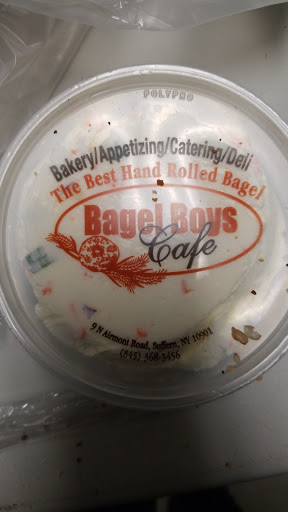 POLYPRO
Bakery/Appetizing/Catering/Deli
The Best Hand Rolled Bagel
Bagel Boys
Cafe
9 N Airmont Road, Suffern, NY 10901
(845) 368-3456